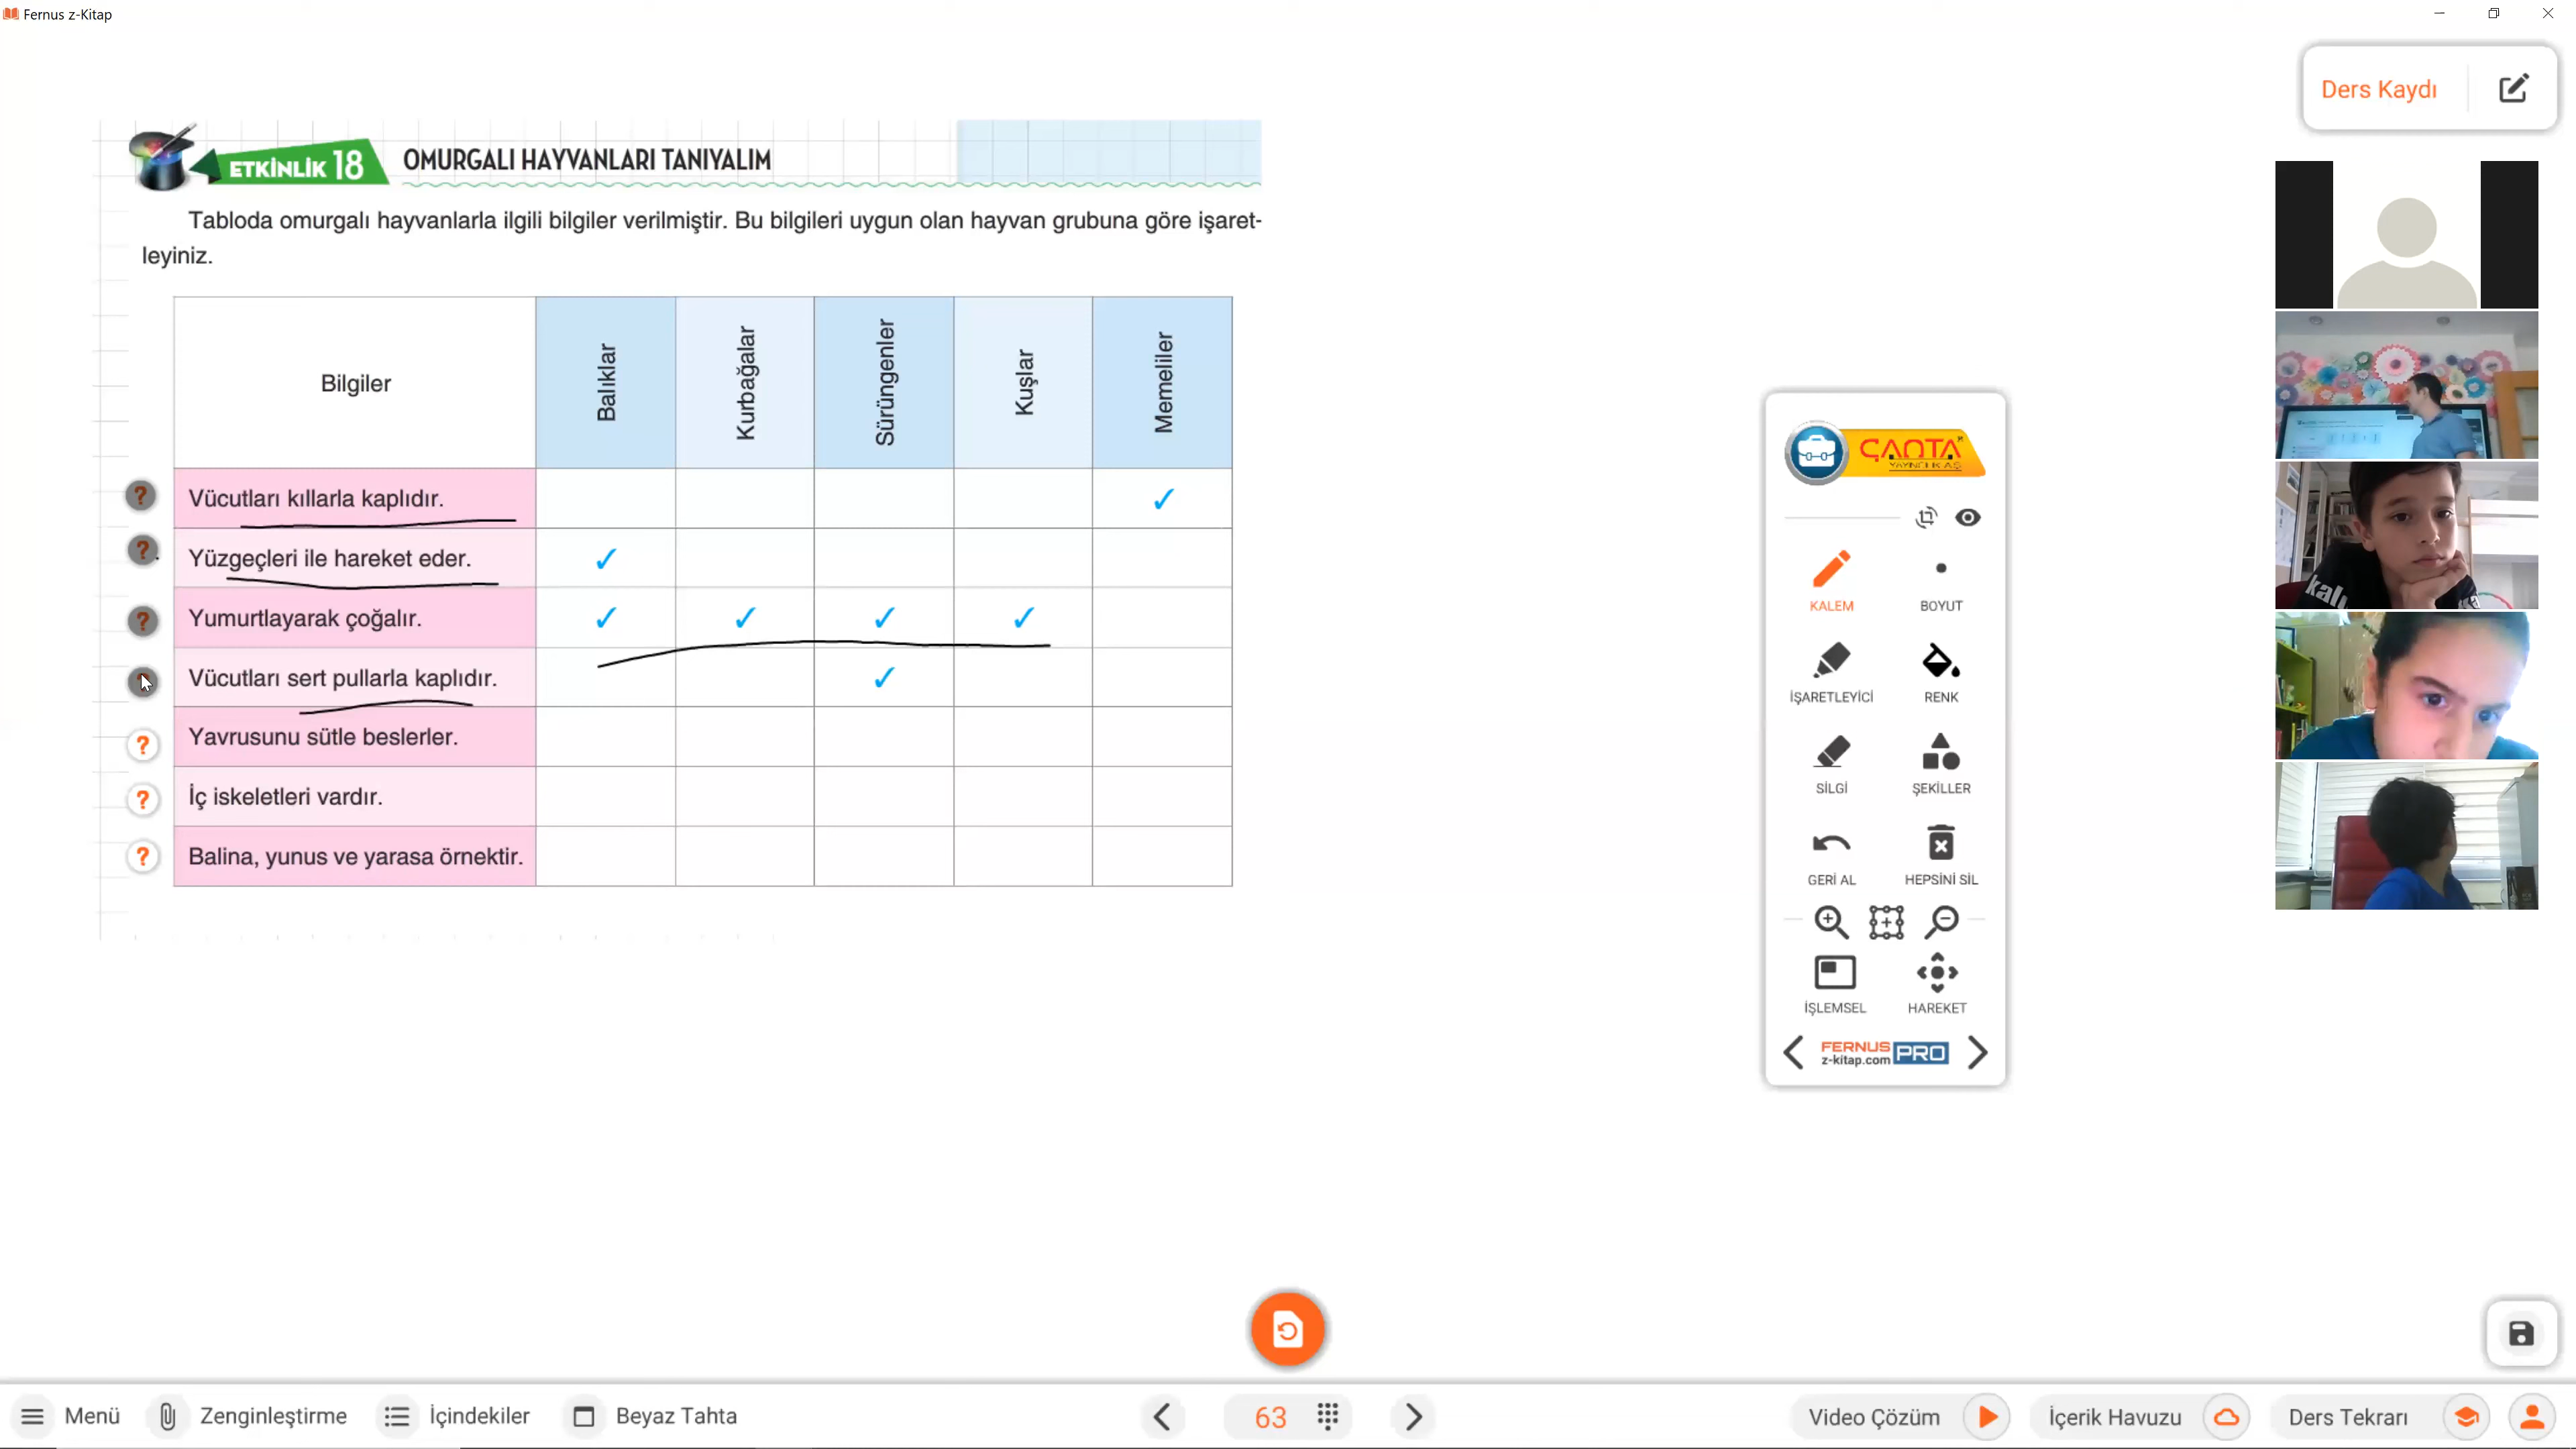 Fernus z-Kitap
Ders Kaydı
ETKİNLİK 18
OMURGALI HAYVANLARI TANIYALIM
Tabloda omurgalı hayvanlarla ilgili bilgiler verilmiştir. Bu bilgileri uygun olan hayvan grubuna göre işaret-
leyiniz.
Bilgiler
Balıklar
Kurbağalar
Sürüngenler
Kuşlar
Memeliler
? Vücutları kıllarla kaplıdır. ✓
? Yüzgeçleri ile hareket eder. ✓
? Yumurtlayarak çoğalır. ✓ ✓ ✓ ✓
Vücutları sert pullarla kaplıdır. ✓
? Yavrusunu sütle beslerler.
? İç iskeletleri vardır.
? Balina, yunus ve yarasa örnektir.
ÇANTA
YAYINCILIK A.Ş.
KALEM
BOYUT
İŞARETLEYİCİ
RENK
SİLGİ
ŞEKİLLER
GERİ AL
HEPSİNİ SİL
İŞLEMSEL
HAREKET
FERNUS
z-kitap.com PRO
Menü
Zenginleştirme
İçindekiler
Beyaz Tahta
63
Video Çözüm
İçerik Havuzu
Ders Tekrarı